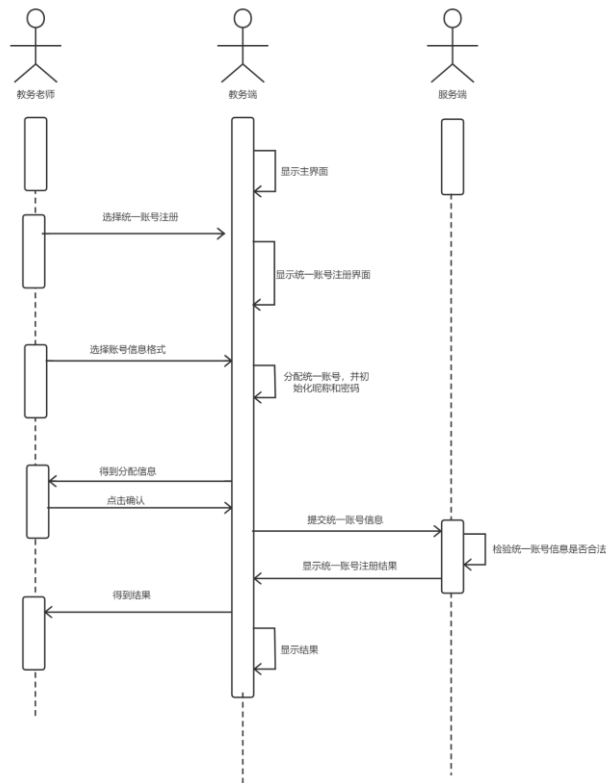 教务老师
教务端
服务端
显示主界面
选择统一账号注册
显示统一账号注册界面
选择账号信息格式
分配统一账号，并初
始化昵称和密码
得到分配信息
点击确认
提交统一账号信息
检验统一账号信息是否合法
显示统一账号注册结果
得到结果
显示结果